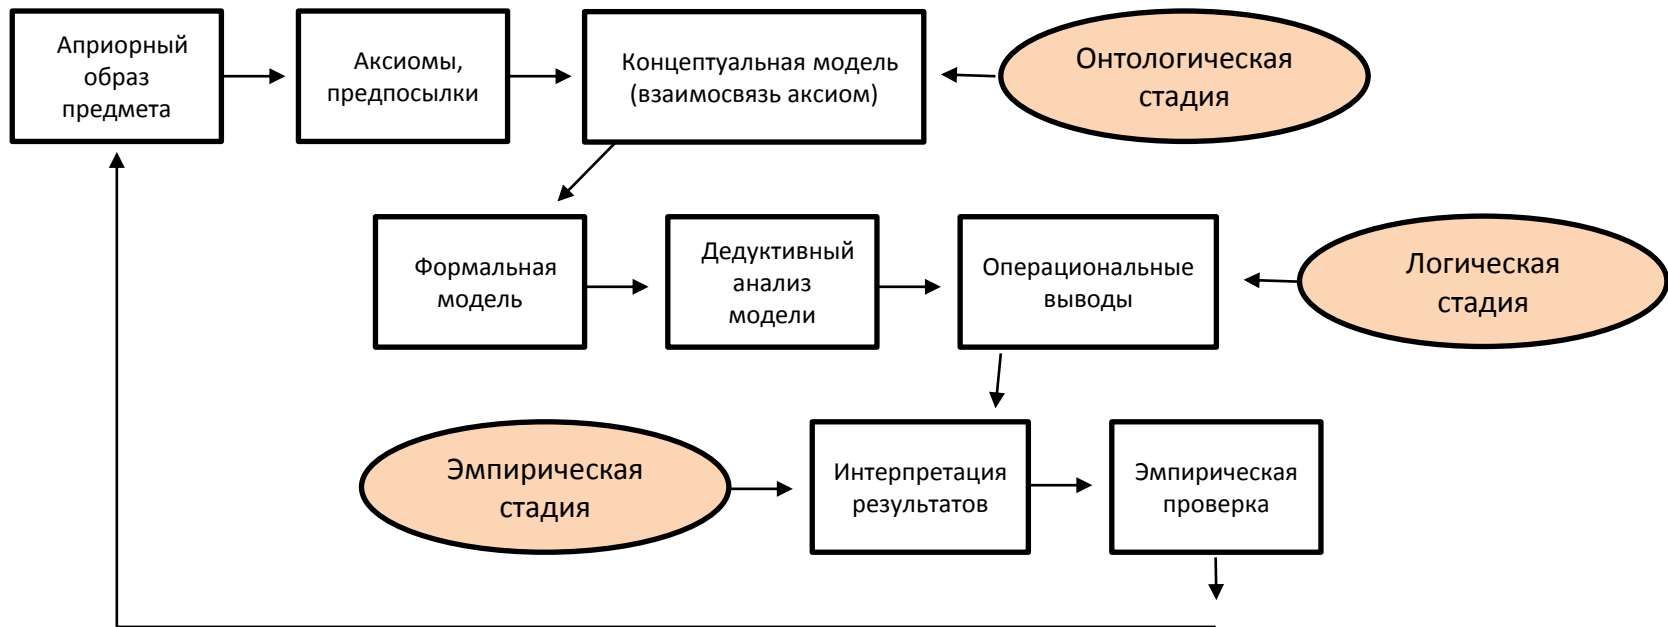 Априорный
образ
предмета
Аксиомы,
предпосылки
Концептуальная модель
(взаимосвязь аксиом)
Онтологическая
стадия
Формальная
модель
Дедуктивный
анализ
модели
Операциональные
выводы
Логическая
стадия
Эмпирическая
стадия
Интерпретация
результатов
Эмпирическая
проверка